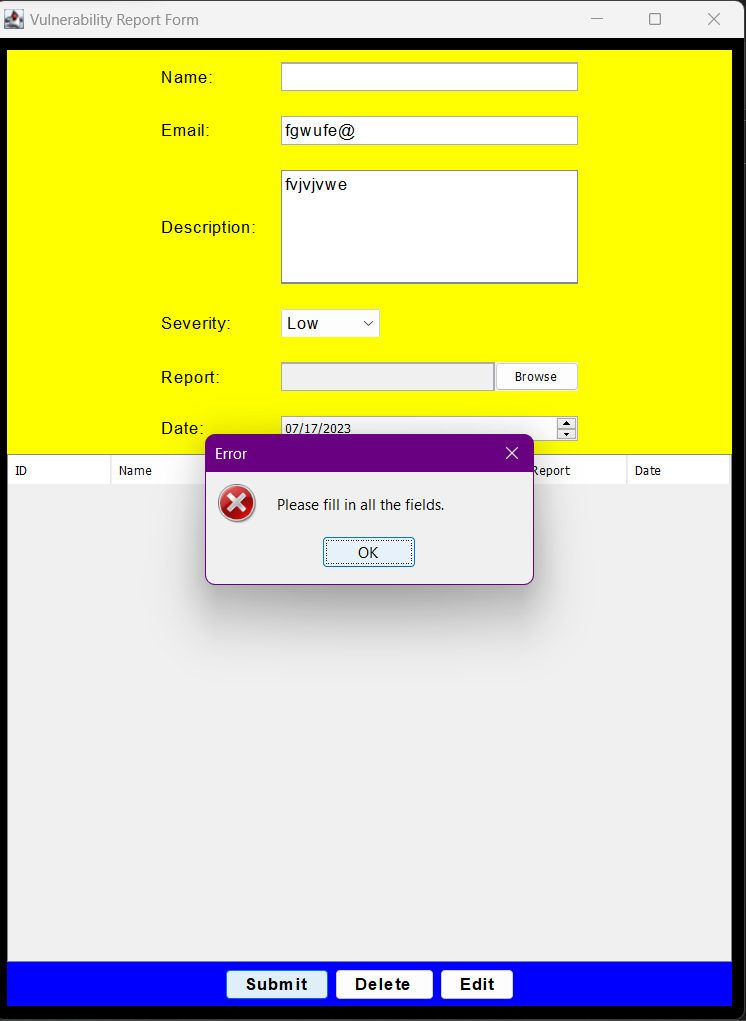 Vulnerability Report Form
Name:
Email: fgwufe@
fvjvjvwe
Description:
Severity: Low
Report: Browse
Date: 07/17/2023
Error
ID Name Report Date
Please fill in all the fields.
OK
Submit Delete Edit